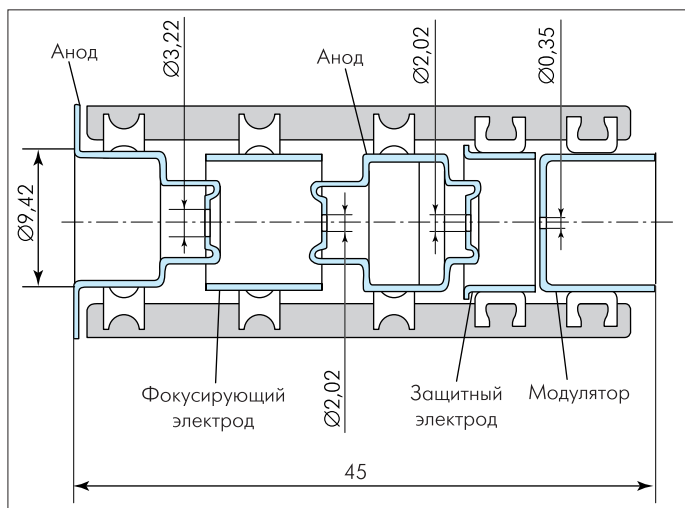 Анод
Ø3,22
Анод
Ø2,02
Ø0,35
Ø9,42
Фокусирующий
электрод
Ø2,02
Защитный
электрод
Модулятор
45